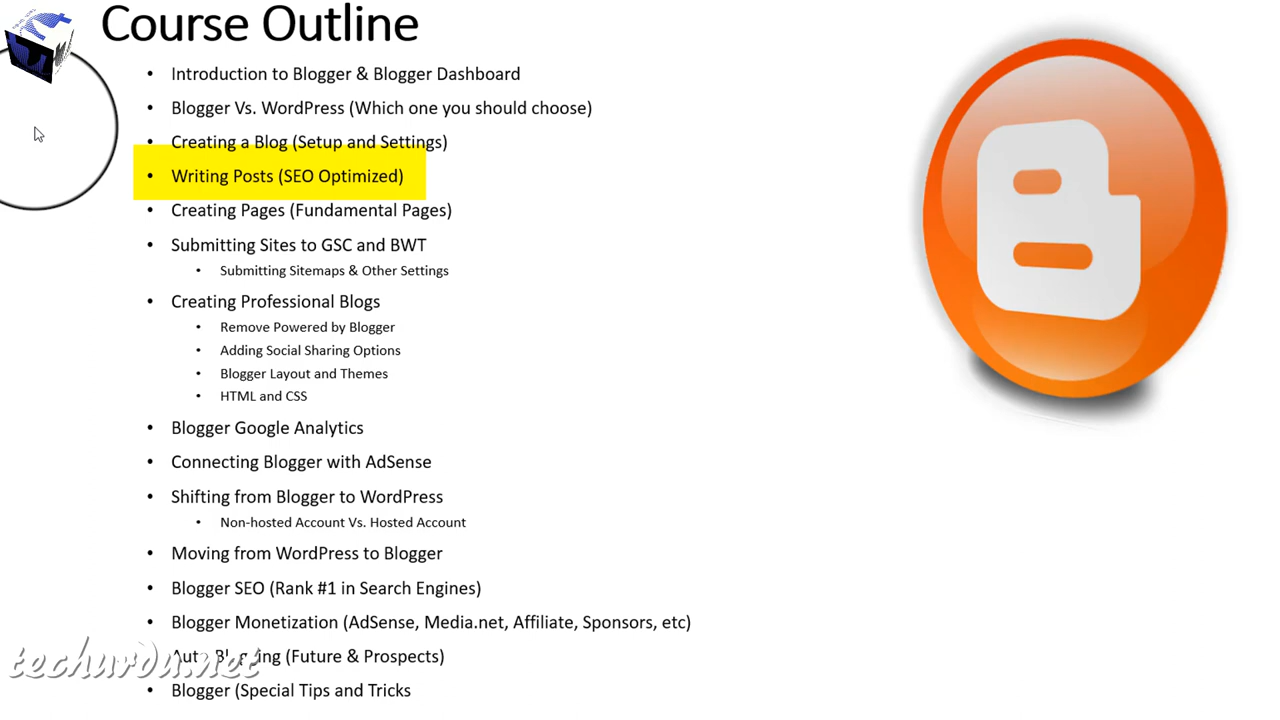 Course Outline
• Introduction to Blogger & Blogger Dashboard
• Blogger Vs. WordPress (Which one you should choose)
• Creating a Blog (Setup and Settings)
• Writing Posts (SEO Optimized)
• Creating Pages (Fundamental Pages)
• Submitting Sites to GSC and BWT
• Submitting Sitemaps & Other Settings
• Creating Professional Blogs
• Remove Powered by Blogger
• Adding Social Sharing Options
• Blogger Layout and Themes
• HTML and CSS
• Blogger Google Analytics
• Connecting Blogger with AdSense
• Shifting from Blogger to WordPress
• Non-hosted Account Vs. Hosted Account
• Moving from WordPress to Blogger
• Blogger SEO (Rank #1 in Search Engines)
• Blogger Monetization (AdSense, Media.net, Affiliate, Sponsors, etc)
Auto Blogging (Future & Prospects)
techurdu.net
• Blogger (Special Tips and Tricks